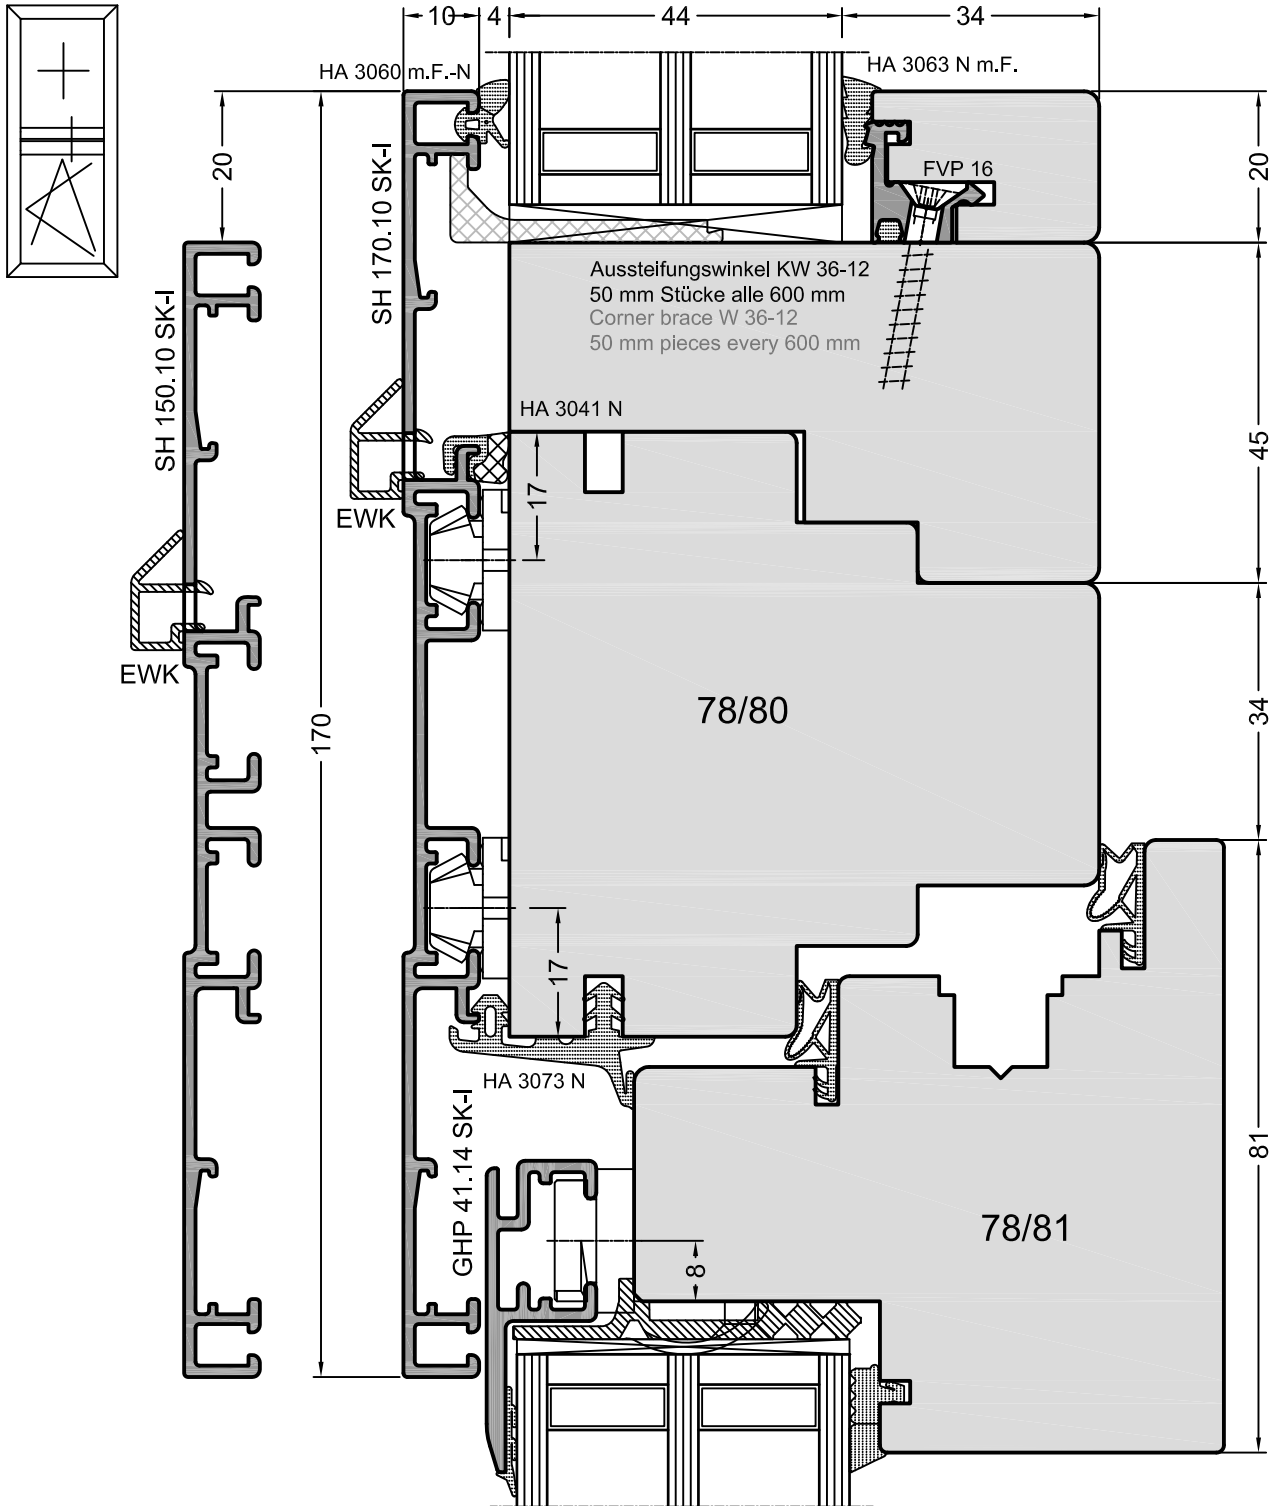 10 4 44 34
HA 3060 m.F.-N
HA 3063 N m.F.
20
SH 170.10 SK-I
FVP 16
20
Aussteifungswinkel KW 36-12
50 mm Stücke alle 600 mm
Corner brace W 36-12
50 mm pieces every 600 mm
SH 150.10 SK-I
HA 3041 N
45
17
EWK
EWK
170
78/80
34
17
HA 3073 N
GHP 41.14 SK-I
81
78/81
8